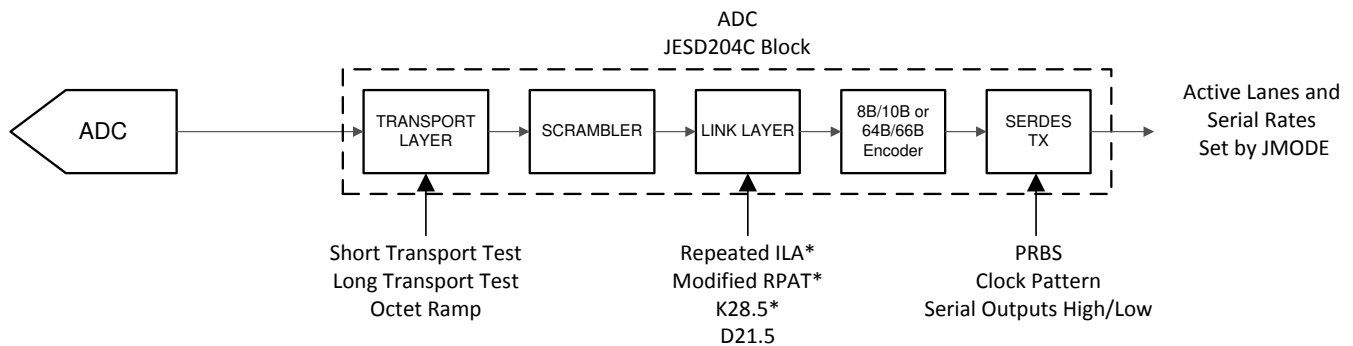 ADC
JESD204C Block
ADC
TRANSPORT
LAYER
SCRAMBLER
LINK LAYER
8B/10B or
64B/66B
Encoder
SERDES
TX
Active Lanes and
Serial Rates
Set by JMODE
Short Transport Test
Long Transport Test
Octet Ramp
Repeated ILA*
Modified RPAT*
K28.5*
D21.5
PRBS
Clock Pattern
Serial Outputs High/Low